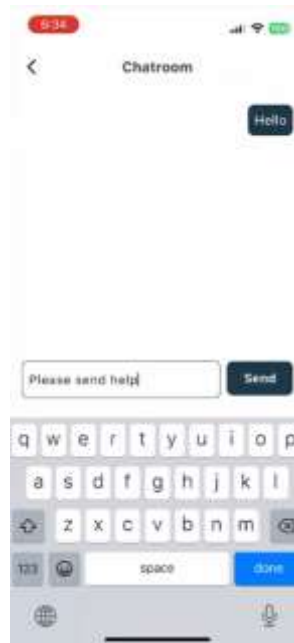 5:34
Chatroom
Hello
Please send help
Send
q w e r t y u i o p
a s d f g h j k l
z x c v b n m
123 space done